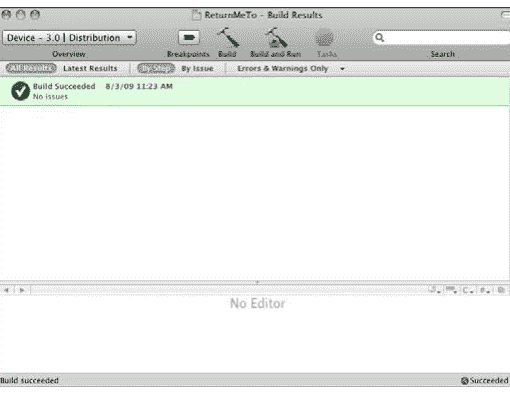 ReturnMeTo - Build Results
Device - 3.0 | Distribution
Overview
Breakpoints Build Build and Run Tasks
Search
All Results Latest Results By Step By Issue Errors & Warnings Only
Build Succeeded 8/3/09 11:23 AM
No issues
No Editor
Build succeeded
Succeeded